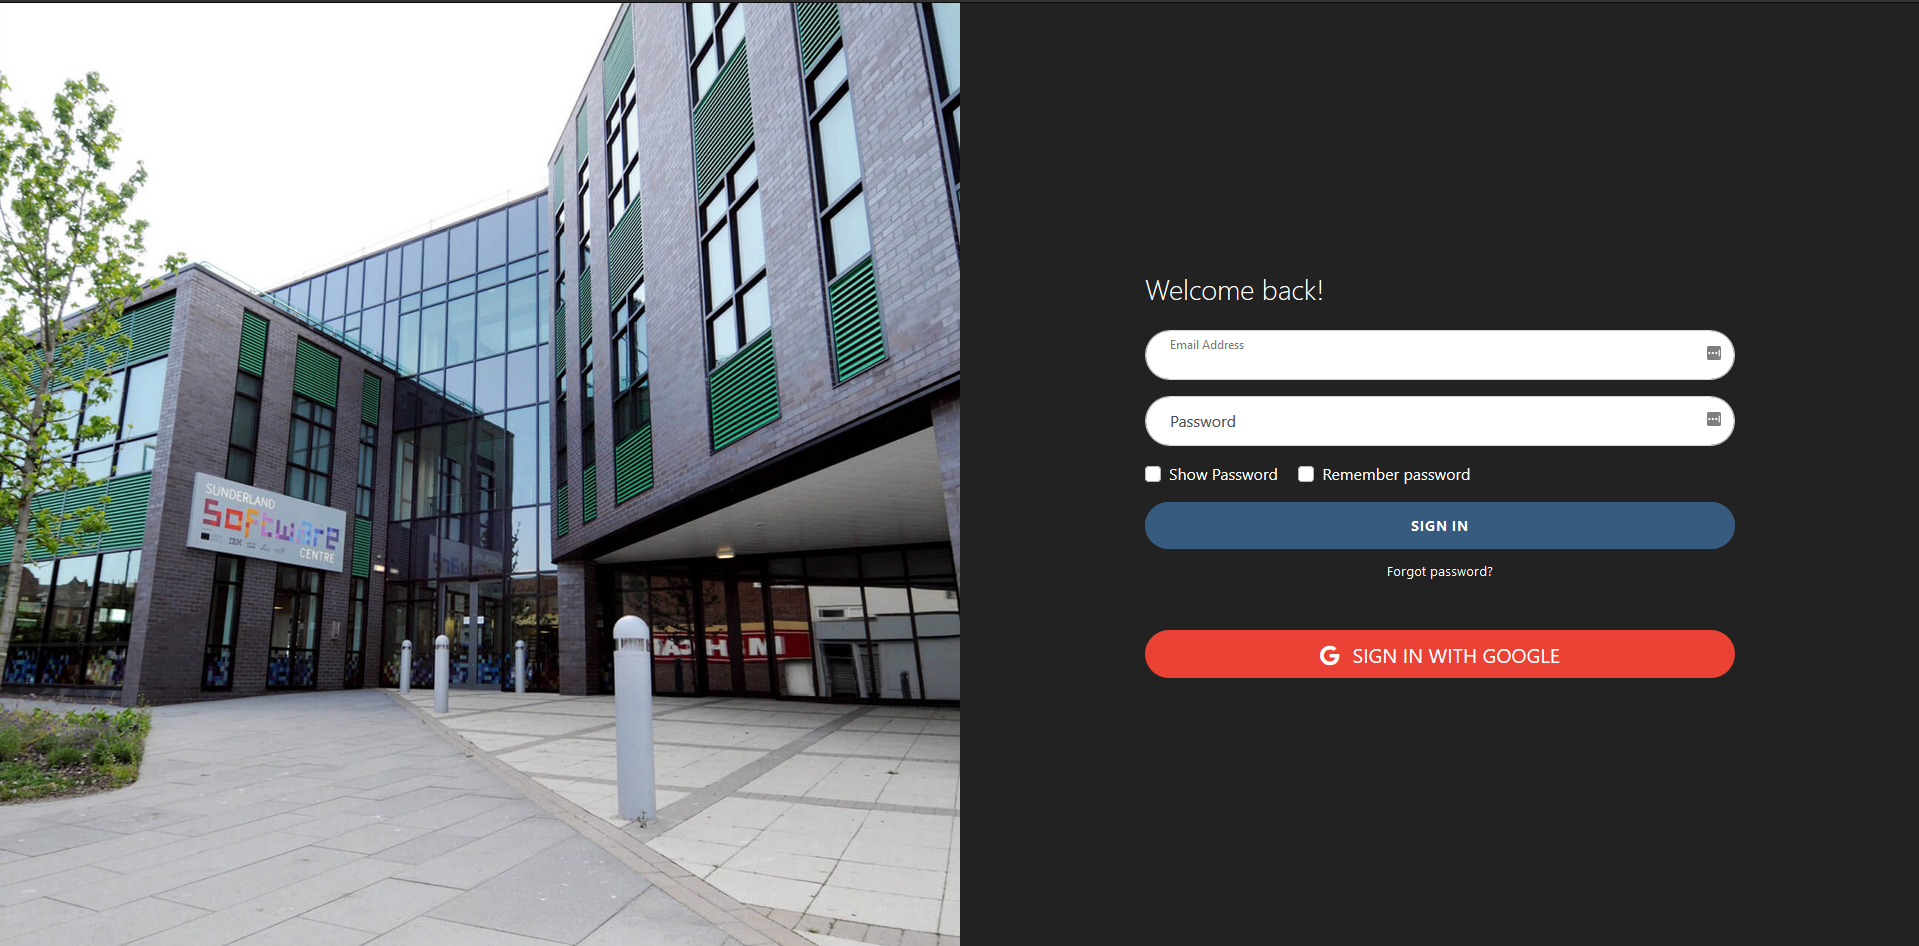 SUNDERLAND
software
CENTRE
IBM
Welcome back!
Email Address
Password
Show Password
Remember password
SIGN IN
Forgot password?
G SIGN IN WITH GOOGLE